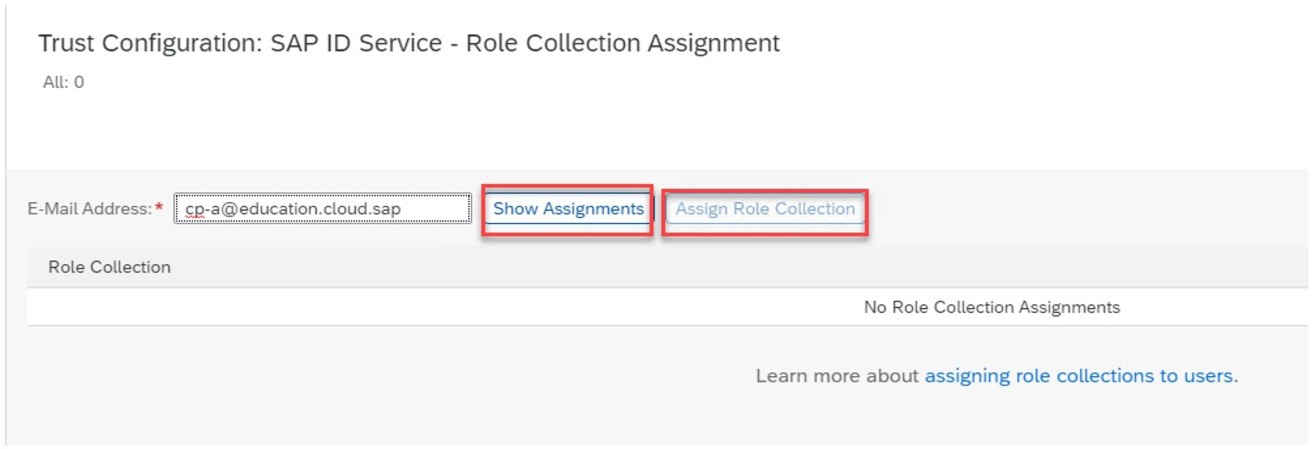 Trust Configuration: SAP ID Service - Role Collection Assignment
All: 0
E-Mail Address:* cp-a@education.cloud.sap Show Assignments Assign Role Collection
Role Collection
No Role Collection Assignments
Learn more about assigning role collections to users.